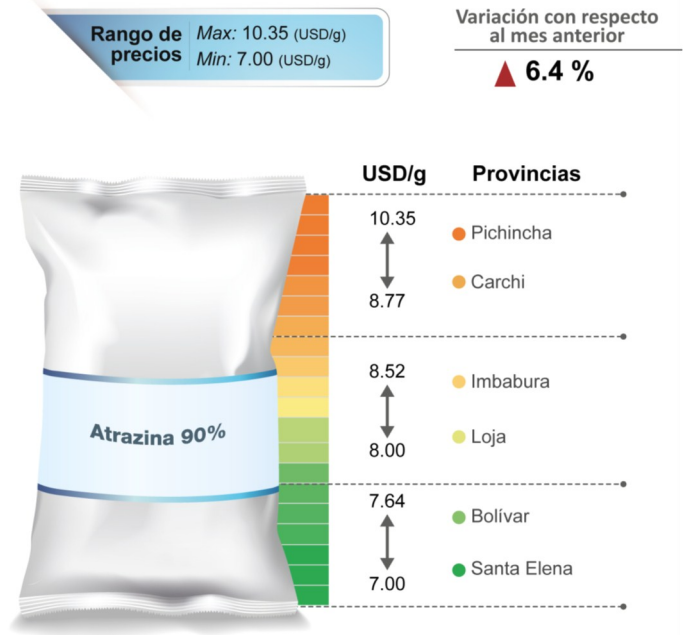 Rango de precios
Max: 10.35 (USD/g)
Min: 7.00 (USD/g)
Variación con respecto
al mes anterior
6.4 %
USD/g
Provincias
10.35
Pichincha
Carchi
8.77
8.52
Imbabura
Loja
8.00
Atrazina 90%
7.64
Bolívar
Santa Elena
7.00